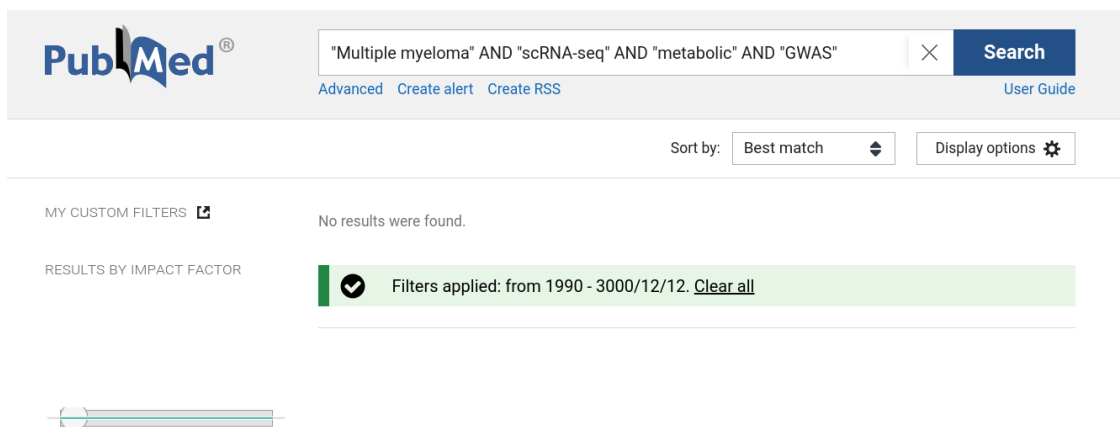 PubMed®
"Multiple myeloma" AND "scRNA-seq" AND "metabolic" AND "GWAS"
Search
Advanced Create alert Create RSS
User Guide
Sort by: Best match
Display options
MY CUSTOM FILTERS
No results were found.
RESULTS BY IMPACT FACTOR
Filters applied: from 1990 - 3000/12/12. Clear all